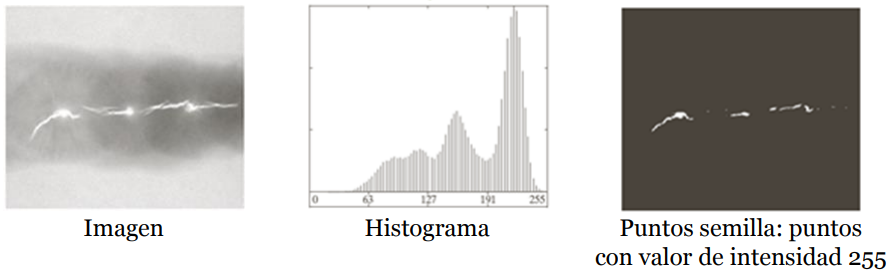 0 63 127 191 255
Imagen
Histograma
Puntos semilla: puntos
con valor de intensidad 255